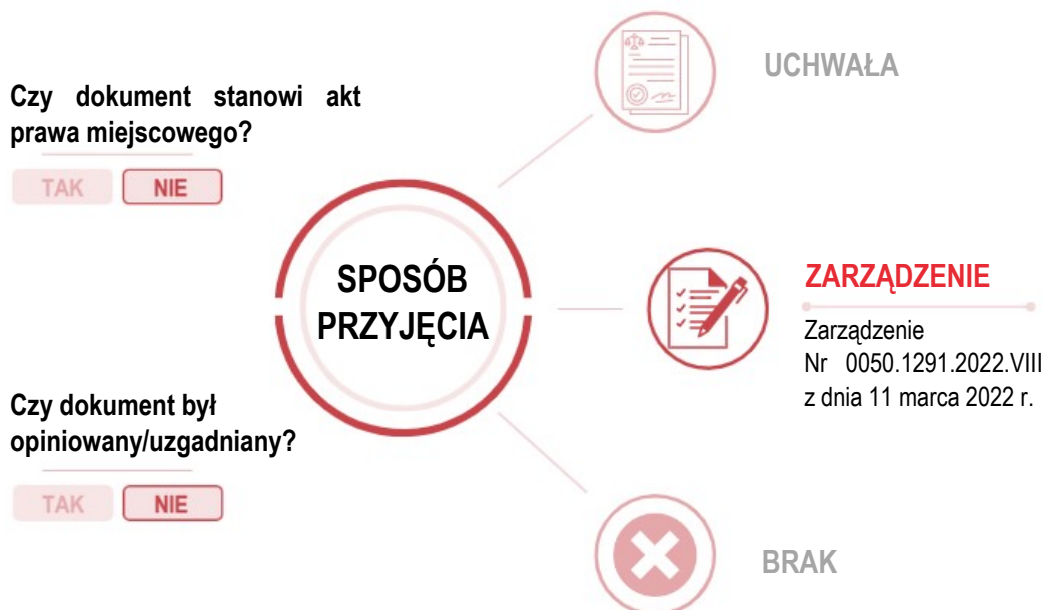 Czy dokument stanowi akt
prawa miejscowego?
TAK NIE
Czy dokument był
opiniowany/uzgadniany?
TAK NIE
SPOSÓB
PRZYJĘCIA
UCHWAŁA
ZARZĄDZENIE
Zarządzenie
Nr 0050.1291.2022.VIII
z dnia 11 marca 2022 r.
BRAK